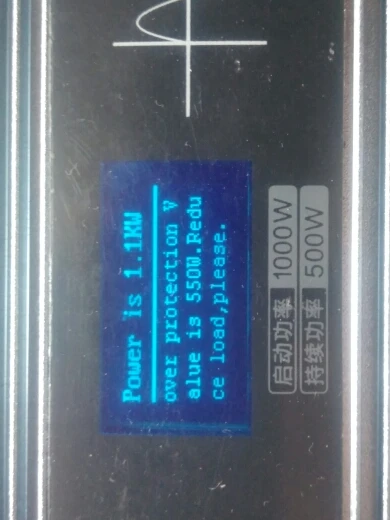 Power is 1.1KW
over protection V
alue is 550W.Redu
ce load,please.
启动功率 1000W
持续功率 500W